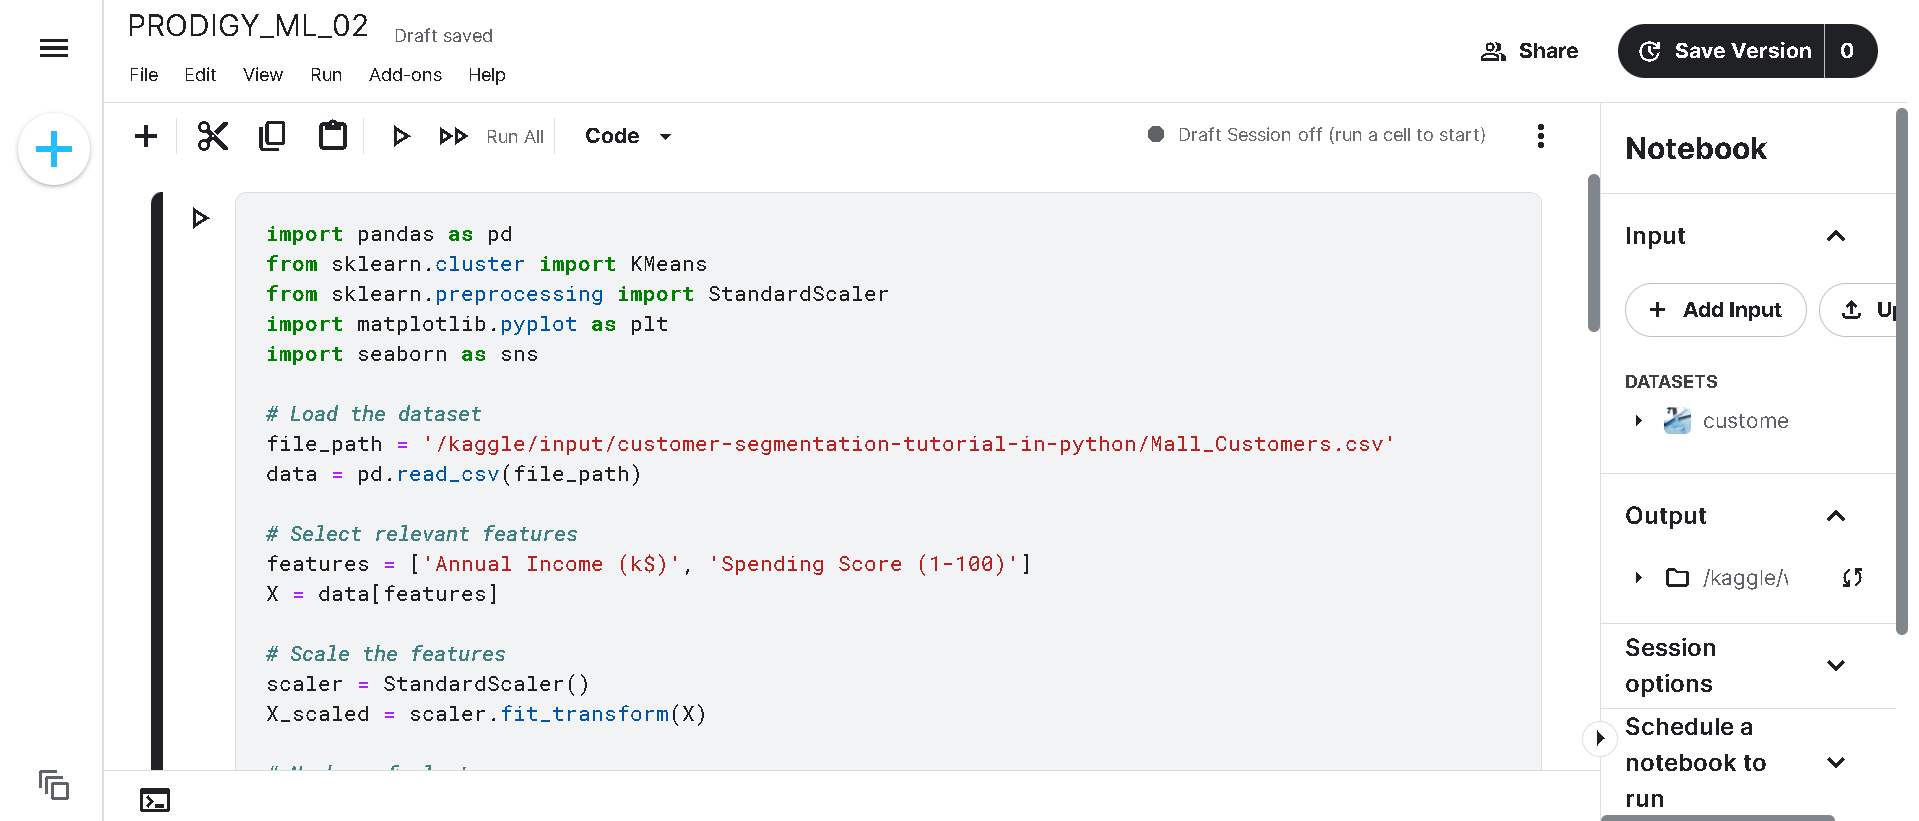 PRODIGY_ML_02
Draft saved
File Edit View Run Add-ons Help
Share
Save Version 0
Run All
Code
Draft Session off (run a cell to start)
import pandas as pd
from sklearn.cluster import KMeans
from sklearn.preprocessing import StandardScaler
import matplotlib.pyplot as plt
import seaborn as sns
# Load the dataset
file_path = '/kaggle/input/customer-segmentation-tutorial-in-python/Mall_Customers.csv'
data = pd.read_csv(file_path)
# Select relevant features
features = ['Annual Income (k$)', 'Spending Score (1-100)']
X = data[features]
# Scale the features
scaler = StandardScaler()
X_scaled = scaler.fit_transform(X)
Notebook
Input
+ Add Input
Up
DATASETS
custome
Output
/kaggle/
Session
options
Schedule a
notebook to
run